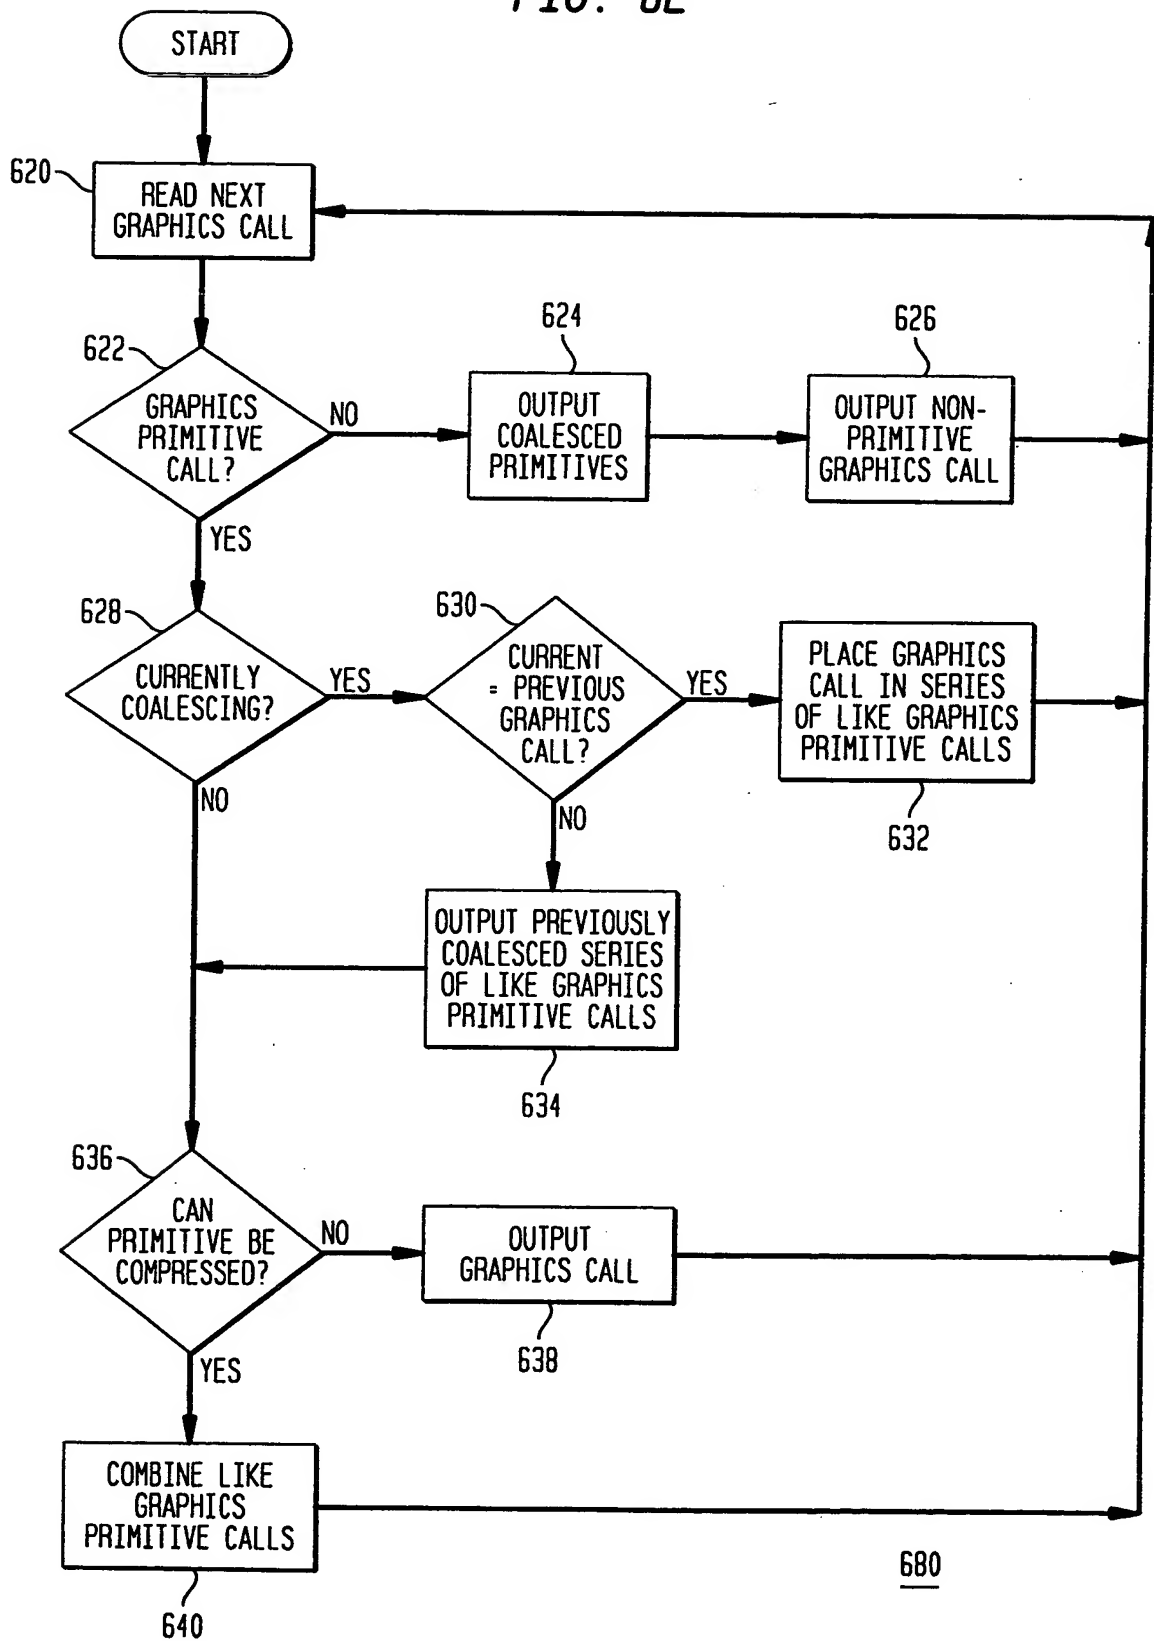 FIG. 6E
START
620
READ NEXT
GRAPHICS CALL
622
GRAPHICS
PRIMITIVE
CALL?
NO
YES
624
OUTPUT
COALESCED
PRIMITIVES
626
OUTPUT NON-
PRIMITIVE
GRAPHICS CALL
628
CURRENTLY
COALESCING?
YES
NO
630
CURRENT
= PREVIOUS
GRAPHICS
CALL?
YES
NO
PLACE GRAPHICS
CALL IN SERIES
OF LIKE GRAPHICS
PRIMITIVE CALLS
632
OUTPUT PREVIOUSLY
COALESCED SERIES
OF LIKE GRAPHICS
PRIMITIVE CALLS
634
636
CAN
PRIMITIVE BE
COMPRESSED?
NO
YES
OUTPUT
GRAPHICS CALL
638
COMBINE LIKE
GRAPHICS
PRIMITIVE CALLS
640
680